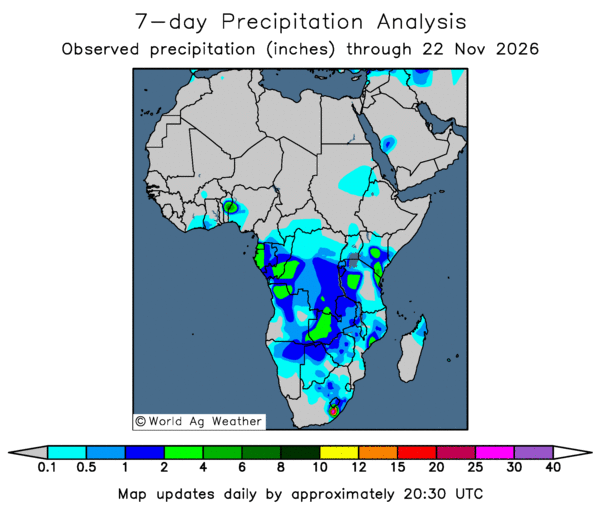 7-day Precipitation Analysis
Observed precipitation (inches) through 22 Nov 2026
© World Ag Weather
0.1 0.5 1 2 4 6 8 10 12 15 20 25 30 40
Map updates daily by approximately 20:30 UTC